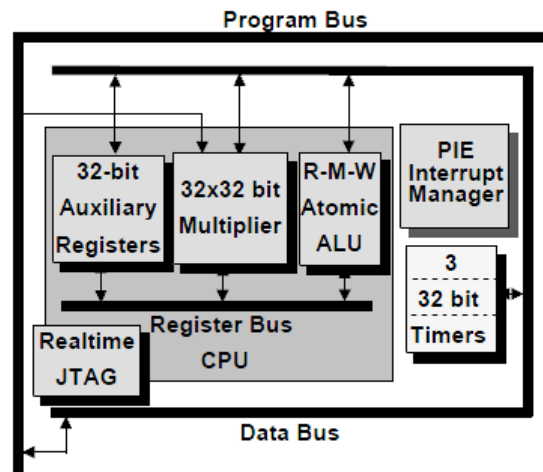 Program Bus
32-bit
Auxiliary
Registers
32x32 bit
Multiplier
R-M-W
Atomic
ALU
PIE
Interrupt
Manager
3
32 bit
Timers
Register Bus
CPU
Realtime
JTAG
Data Bus